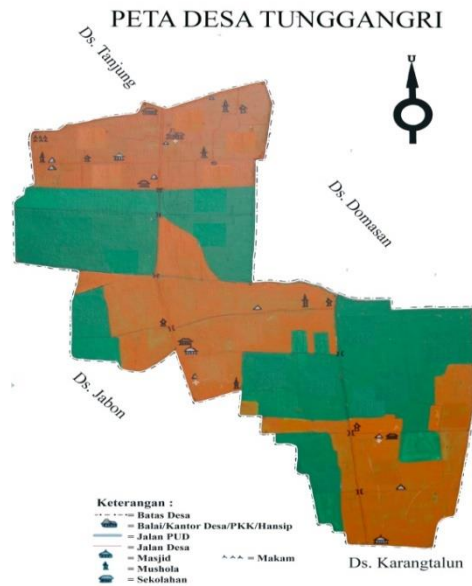 PETA DESA TUNGGANGRI
Ds. Tanjung
U
Ds. Domasan
Ds. Jabon
Keterangan :
= Batas Desa
= Balai/Kantor Desa/PKK/Hansip
= Jalan PUD
= Jalan Desa
= Masjid
= Makam
= Mushola
= Sekolahan
Ds. Karangtalun